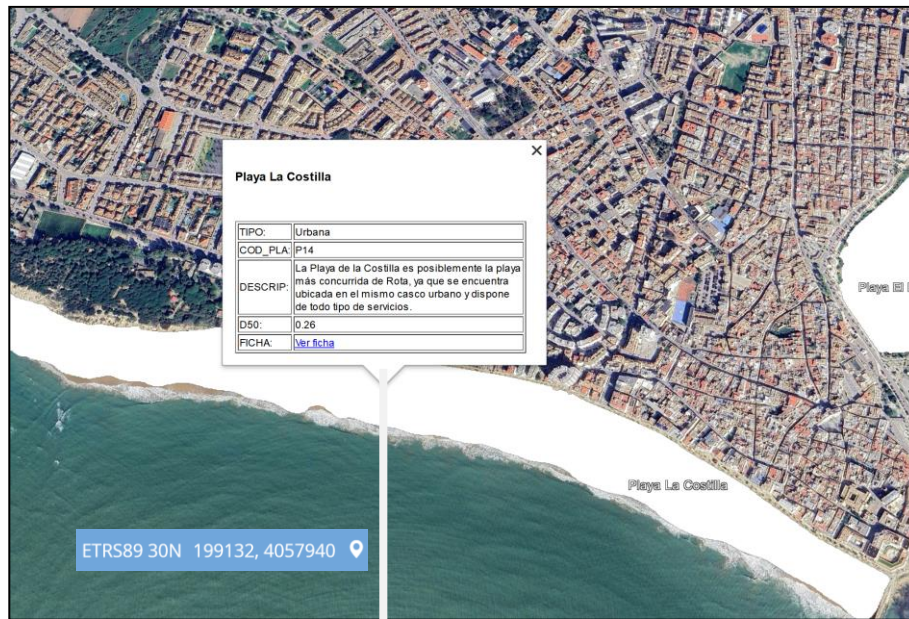 Playa La Costilla
TIPO: Urbana
COD_PLA: P14
DESCRIP: La Playa de la Costilla es posiblemente la playa
más concurrida de Rota, ya que se encuentra
ubicada en el mismo casco urbano y dispone
de todo tipo de servicios.
D50: 0.26
FICHA: Ver ficha
Playa El
Playa La Costilla
ETRS89 30N 199132, 4057940